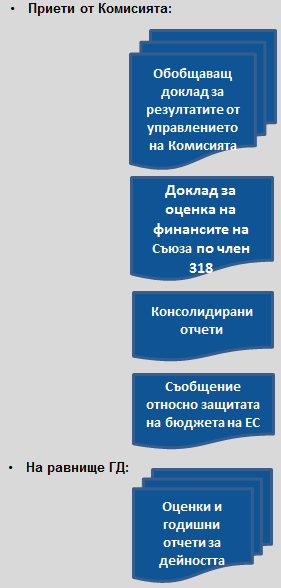 • Приети от Комисията:
Обобщаващ
доклад за
резултатите от
управлението
на Комисията
Доклад за
оценка на
финансите на
Съюза по член
318
Консолидирани
отчети
Съобщение
относно защитата
на бюджета на ЕС
• На равнище ГД:
Оценки и
годишни
отчети за
дейността